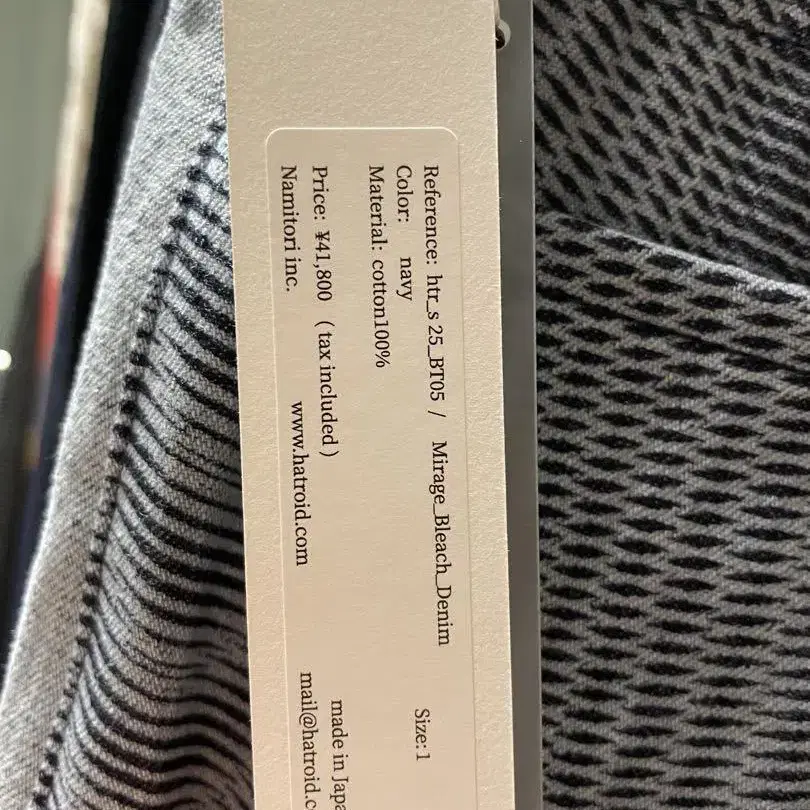 Reference: htr_s 25_BT05 / Mirage_Bleach_Denim Size: 1
Color: navy
Material: cotton100%
made in Japa
Price: ¥41,800 (tax included)
Namitori inc. www.hatroid.com mail@hatroid.c